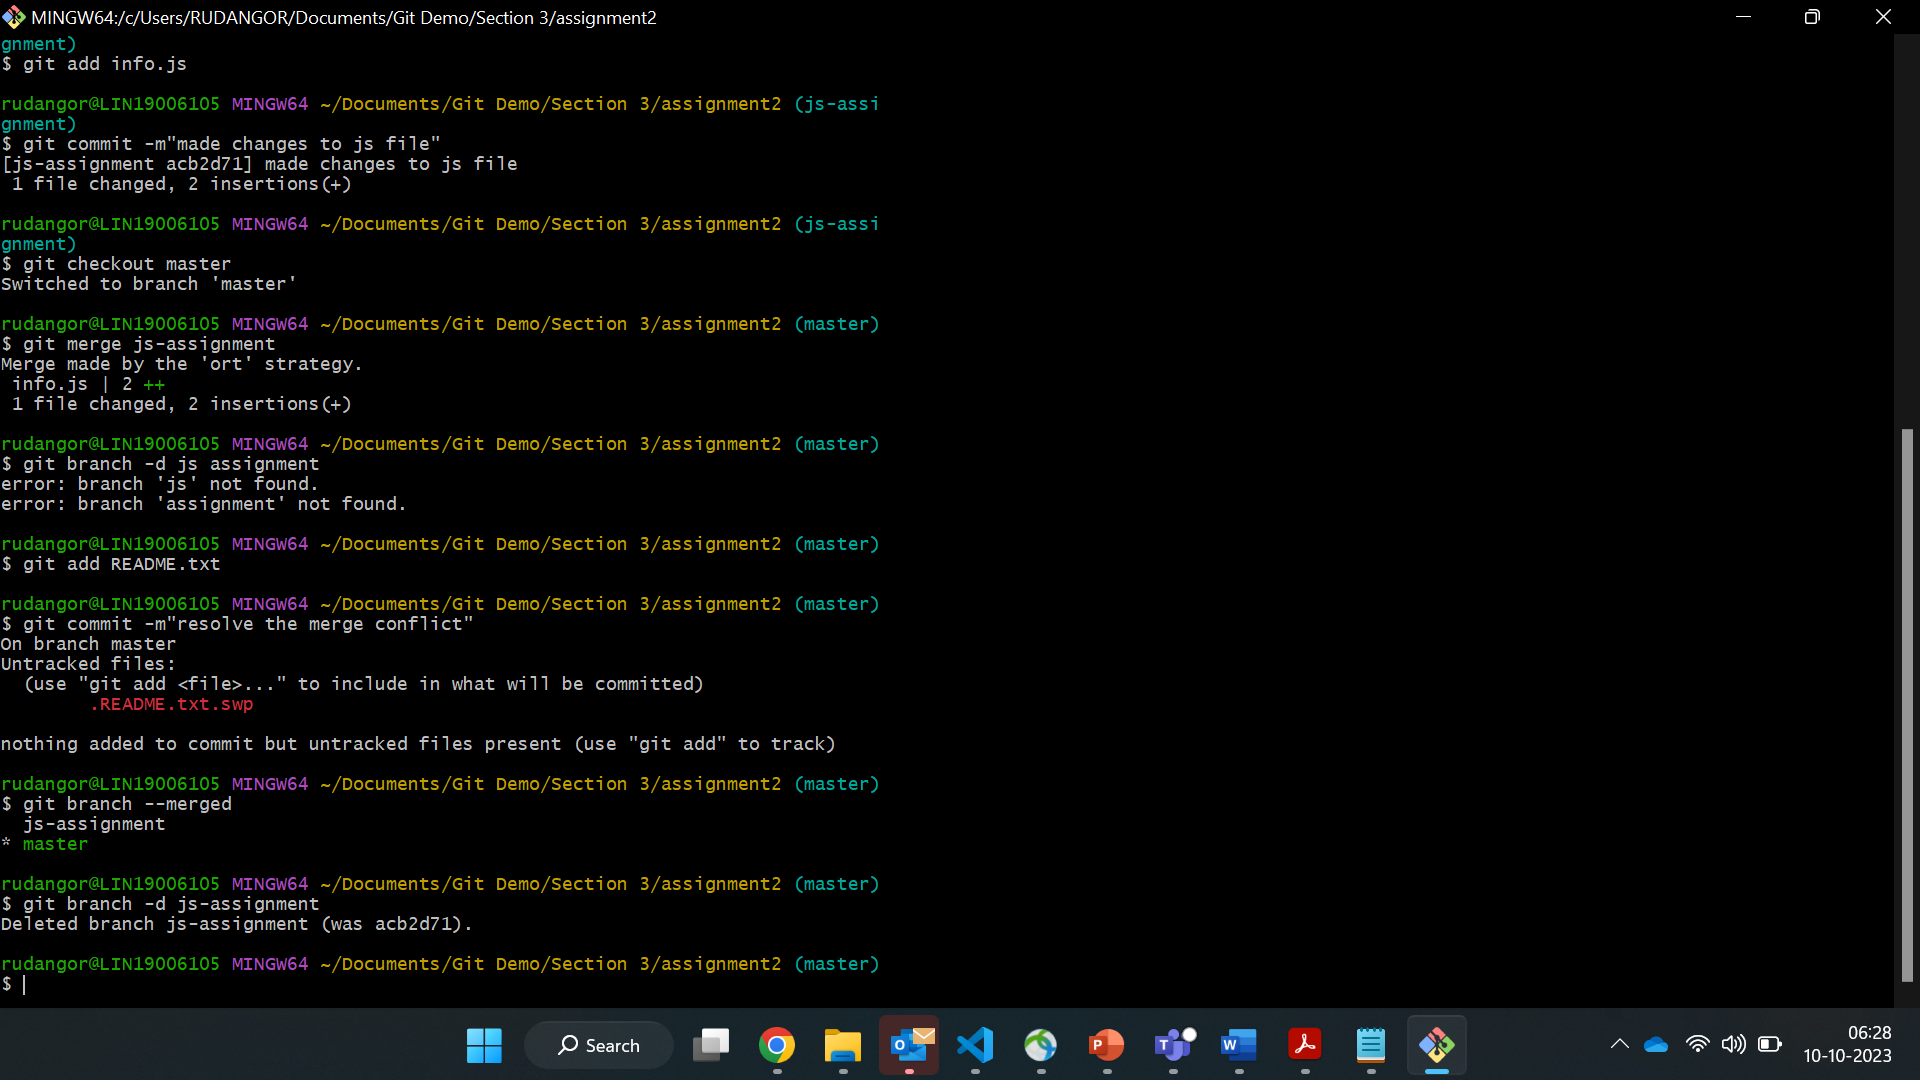 MINGW64:/c/Users/RUDANGOR/Documents/Git Demo/Section 3/assignment2
gnment)
$ git add info.js
rudangor@LIN19006105 MINGW64 ~/Documents/Git Demo/Section 3/assignment2 (js-assi
gnment)
$ git commit -m"made changes to js file"
[js-assignment acb2d71] made changes to js file
 1 file changed, 2 insertions(+)
rudangor@LIN19006105 MINGW64 ~/Documents/Git Demo/Section 3/assignment2 (js-assi
gnment)
$ git checkout master
Switched to branch 'master'
rudangor@LIN19006105 MINGW64 ~/Documents/Git Demo/Section 3/assignment2 (master)
$ git merge js-assignment
Merge made by the 'ort' strategy.
 info.js | 2 ++
 1 file changed, 2 insertions(+)
rudangor@LIN19006105 MINGW64 ~/Documents/Git Demo/Section 3/assignment2 (master)
$ git branch -d js assignment
error: branch 'js' not found.
error: branch 'assignment' not found.
rudangor@LIN19006105 MINGW64 ~/Documents/Git Demo/Section 3/assignment2 (master)
$ git add README.txt
rudangor@LIN19006105 MINGW64 ~/Documents/Git Demo/Section 3/assignment2 (master)
$ git commit -m"resolve the merge conflict"
On branch master
Untracked files:
  (use "git add <file>..." to include in what will be committed)
        .README.txt.swp
nothing added to commit but untracked files present (use "git add" to track)
rudangor@LIN19006105 MINGW64 ~/Documents/Git Demo/Section 3/assignment2 (master)
$ git branch --merged
  js-assignment
* master
rudangor@LIN19006105 MINGW64 ~/Documents/Git Demo/Section 3/assignment2 (master)
$ git branch -d js-assignment
Deleted branch js-assignment (was acb2d71).
rudangor@LIN19006105 MINGW64 ~/Documents/Git Demo/Section 3/assignment2 (master)
$
Search
06:28
10-10-2023